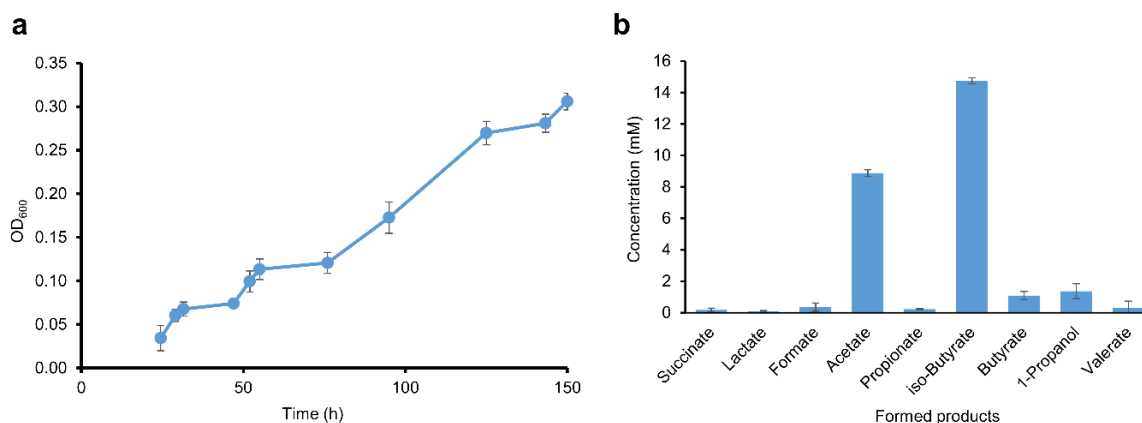 a
0.35
0.30
0.25
0.20
0.15
0.10
0.05
0.00
OD600
0
50
100
150
Time (h)
b
16
14
12
10
8
6
4
2
0
Concentration (mM)
Succinate
Lactate
Formate
Acetate
Propionate
iso-Butyrate
Butyrate
1-Propanol
Valerate
Formed products